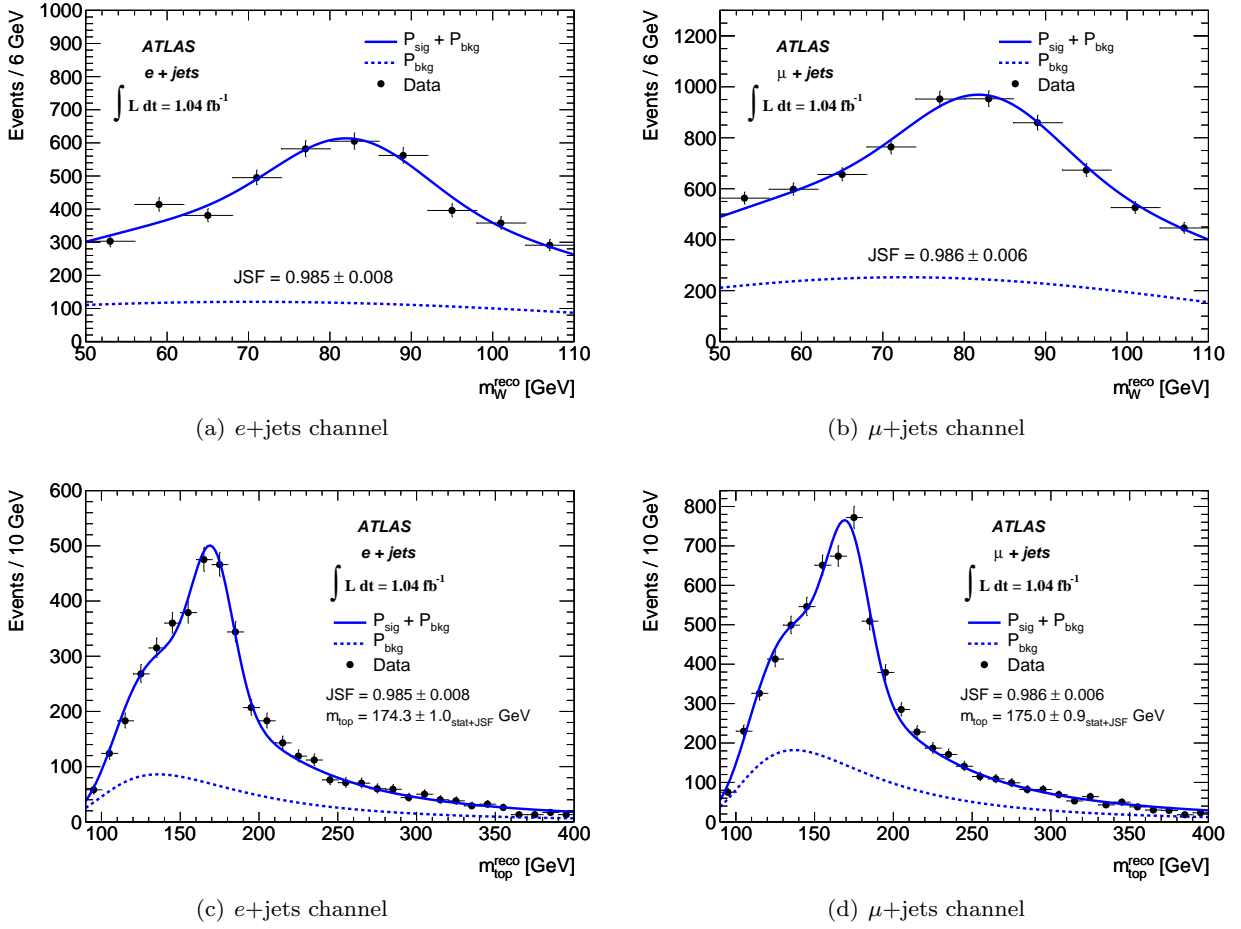 Events / 6 GeV
1000
900
800
700
600
500
400
300
200
100
0
ATLAS
e + jets
∫ L dt = 1.04 fb⁻¹
P_sig + P_bkg
P_bkg
Data
JSF = 0.985 ± 0.008
50 60 70 80 90 100 110
m_W^reco [GeV]
(a) e+jets channel
Events / 6 GeV
1200
1000
800
600
400
200
0
ATLAS
μ + jets
∫ L dt = 1.04 fb⁻¹
P_sig + P_bkg
P_bkg
Data
JSF = 0.986 ± 0.006
50 60 70 80 90 100 110
m_W^reco [GeV]
(b) μ+jets channel
Events / 10 GeV
600
500
400
300
200
100
0
ATLAS
e + jets
∫ L dt = 1.04 fb⁻¹
P_sig + P_bkg
P_bkg
Data
JSF = 0.985 ± 0.008
m_top = 174.3 ± 1.0_stat+JSF GeV
100 150 200 250 300 350 400
m_top^reco [GeV]
(c) e+jets channel
Events / 10 GeV
800
700
600
500
400
300
200
100
0
ATLAS
μ + jets
∫ L dt = 1.04 fb⁻¹
P_sig + P_bkg
P_bkg
Data
JSF = 0.986 ± 0.006
m_top = 175.0 ± 0.9_stat+JSF GeV
100 150 200 250 300 350 400
m_top^reco [GeV]
(d) μ+jets channel